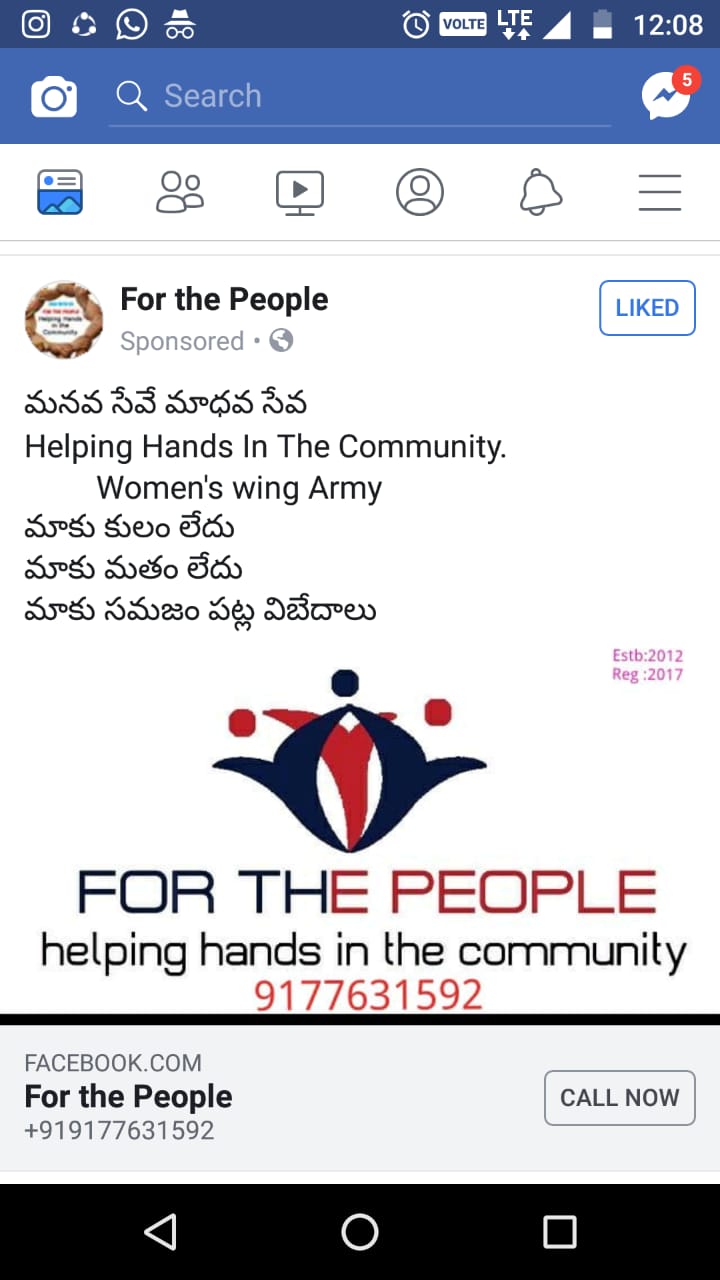 VOLTE LTE 12:08
Search
5
For the People
LIKED
Sponsored •
మనవ సేవే మాధవ సేవ
Helping Hands In The Community.
Women's wing Army
మాకు కులం లేదు
మాకు మతం లేదు
మాకు సమజం పట్ల విబేదాలు
Estb:2012
Reg :2017
FOR THE PEOPLE
helping hands in the community
9177631592
FACEBOOK.COM
For the People
+919177631592
CALL NOW